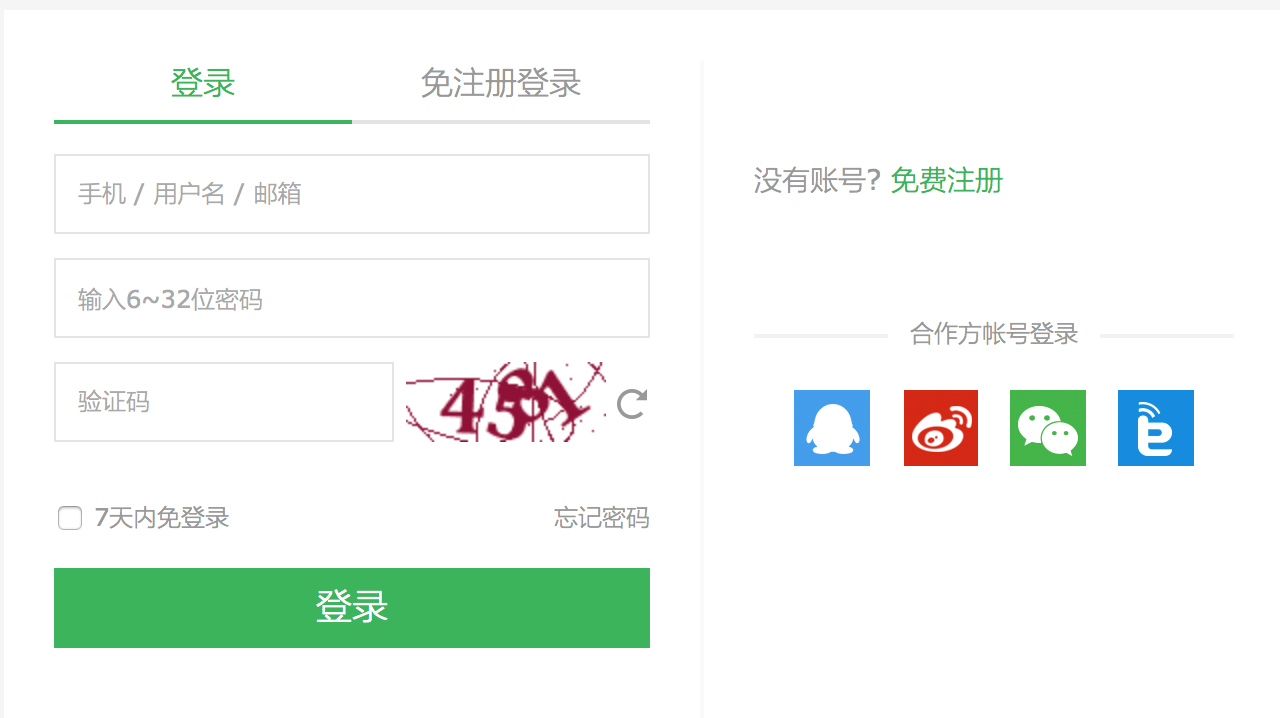 登录
免注册登录
手机 / 用户名 / 邮箱
输入6~32位密码
验证码
7天内免登录
忘记密码
登录
没有账号? 免费注册
合作方帐号登录